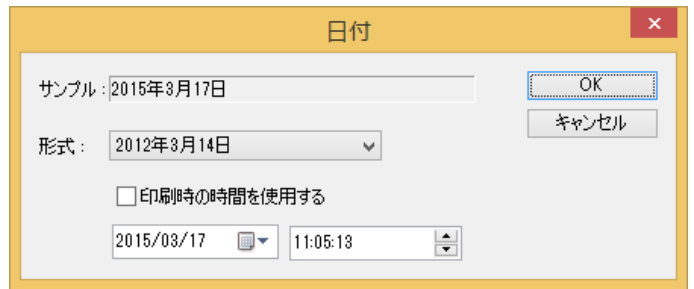 日付
サンプル : 2015年3月17日
OK
キャンセル
形式 : 2012年3月14日
印刷時の時間を使用する
2015/03/17 11:05:13